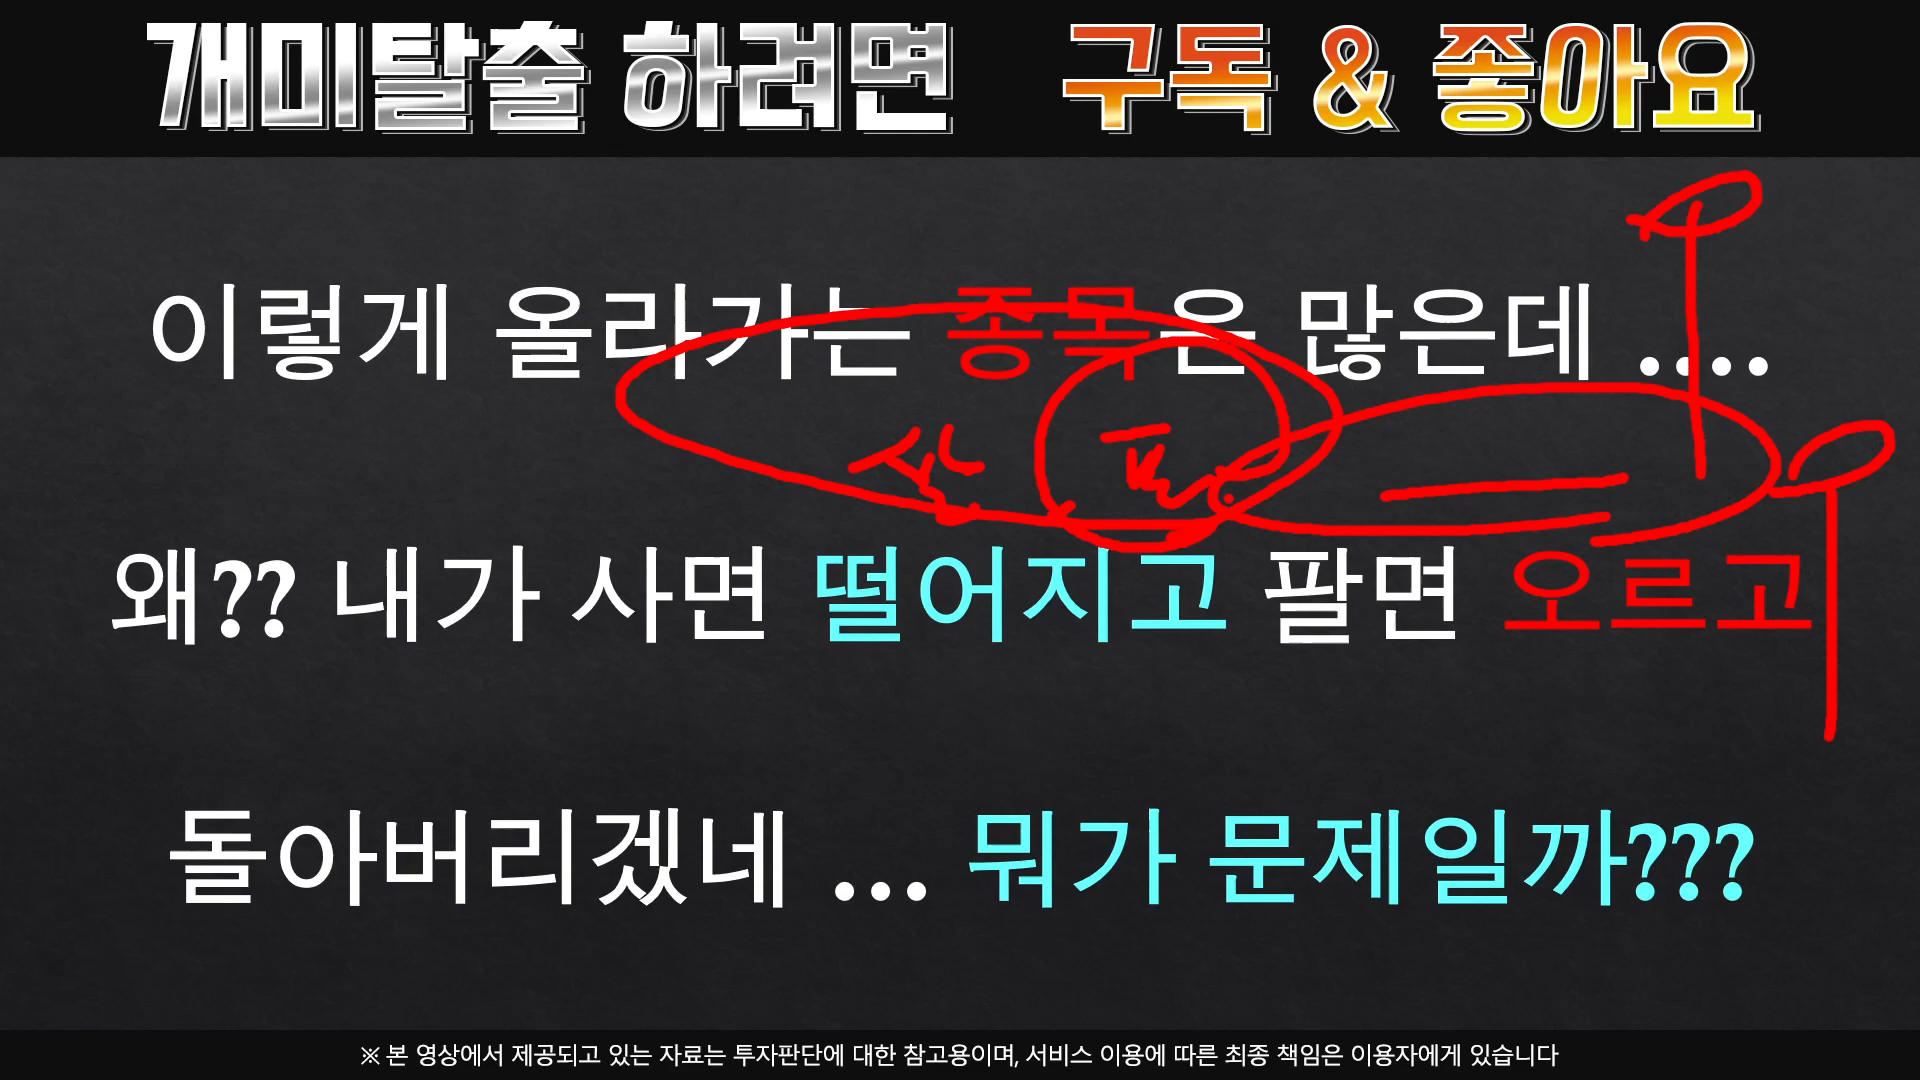 개미탈출 하려면 구독 & 좋아요
이렇게 올라가는 종목은 많은데 ....
왜?? 내가 사면 떨어지고 팔면 오르고
돌아버리겠네 ... 뭐가 문제일까???
※ 본 영상에서 제공되고 있는 자료는 투자판단에 대한 참고용이며, 서비스 이용에 따른 최종 책임은 이용자에게 있습니다